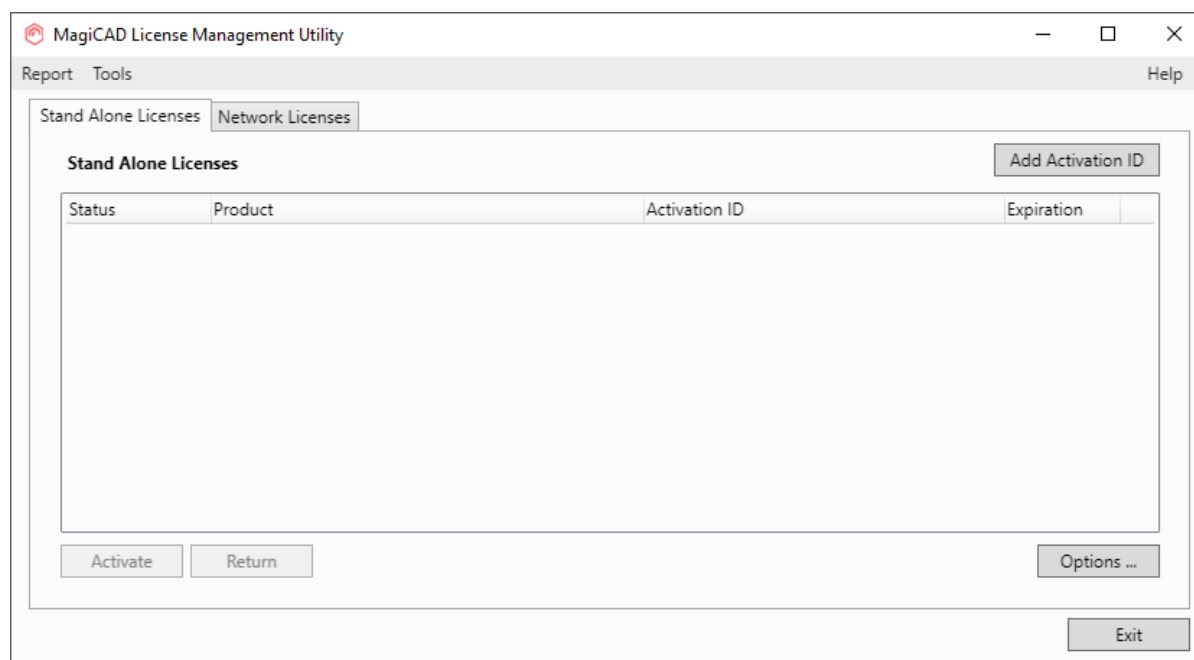 MagiCAD License Management Utility
Report Tools Help
Stand Alone Licenses Network Licenses
Stand Alone Licenses Add Activation ID
Status Product Activation ID Expiration
Activate Return Options ...
Exit